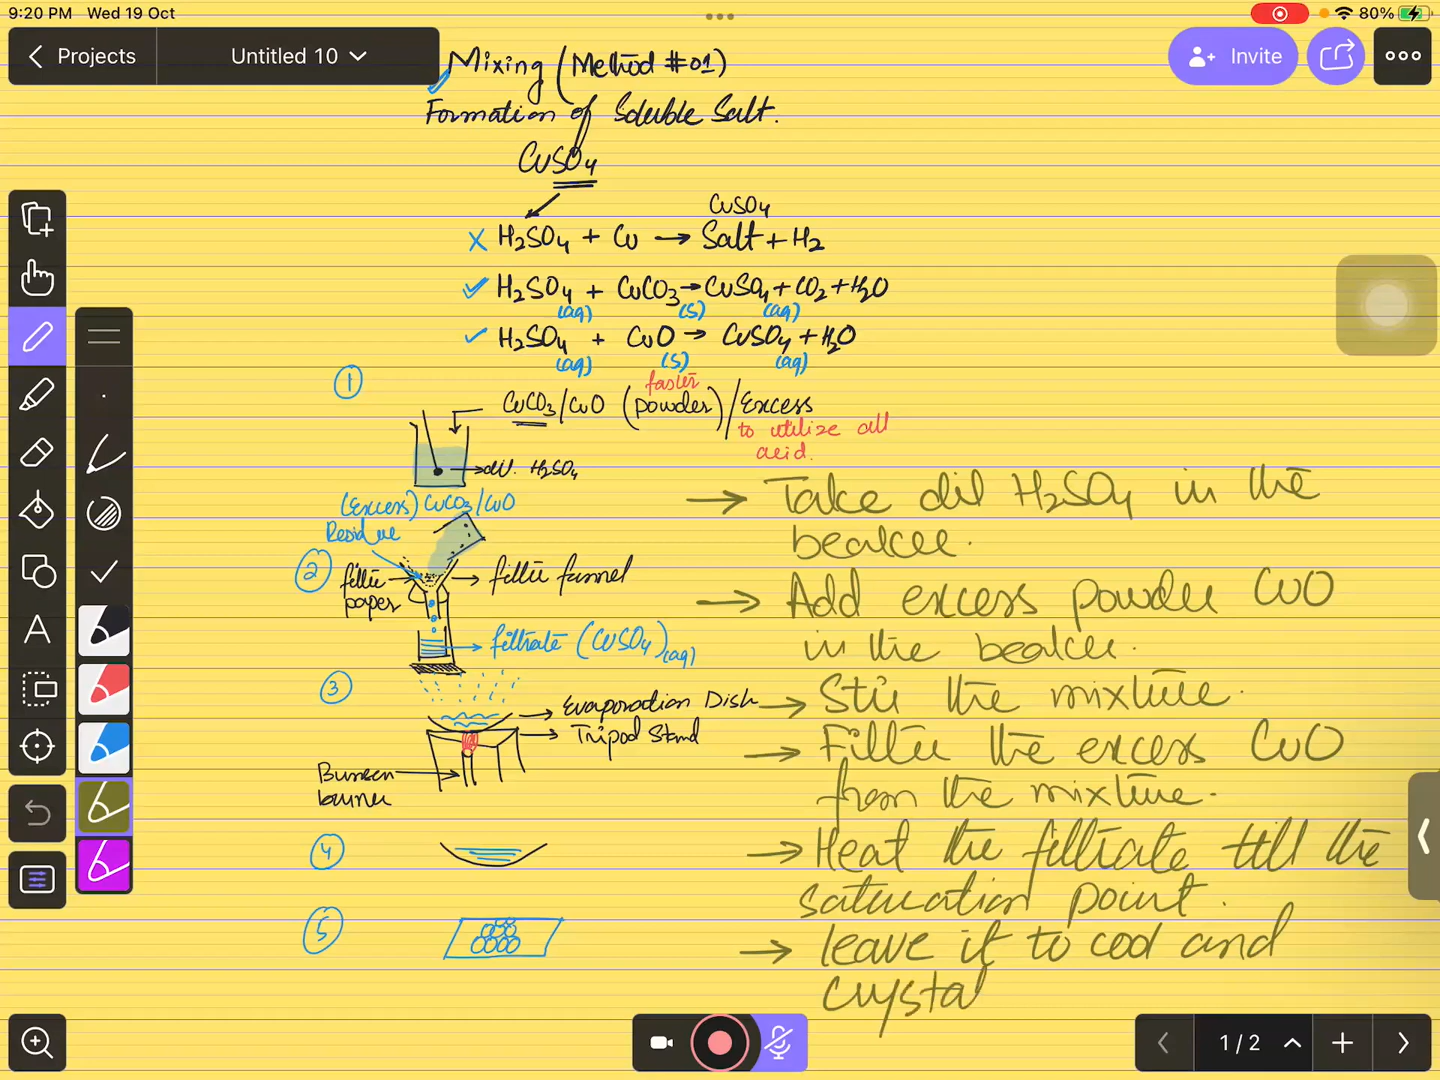 9:20 PM Wed 19 Oct
80%
Projects
Untitled 10
Invite
Mixing (Method #01)
Formation of Soluble Salt.
CuSO4
CuSO4
X H2SO4 + Cu → Salt + H2
✓ H2SO4 + CuCO3 → CuSO4 + CO2 + H2O
(aq) (s) (aq)
✓ H2SO4 + CuO → CuSO4 + H2O
(aq) (s) (aq)
1
faster
CuCO3/CuO (powder)/Excess
to utilize all
acid.
dil. H2SO4
(Excess) CuCO3/CuO
Residue
2
filter
paper
filter funnel
filtrate (CuSO4)(aq)
3
Evaporation Dish
Tripod Stand
Bunsen
burner
4
5
→ Take dil H2SO4 in the
beaker.
→ Add excess powder CuO
in the beaker.
→ Stir the mixture.
→ Filter the excess CuO
from the mixture.
→ Heat the filtrate till the
saturation point.
→ leave it to cool and
crystal
A
1 / 2